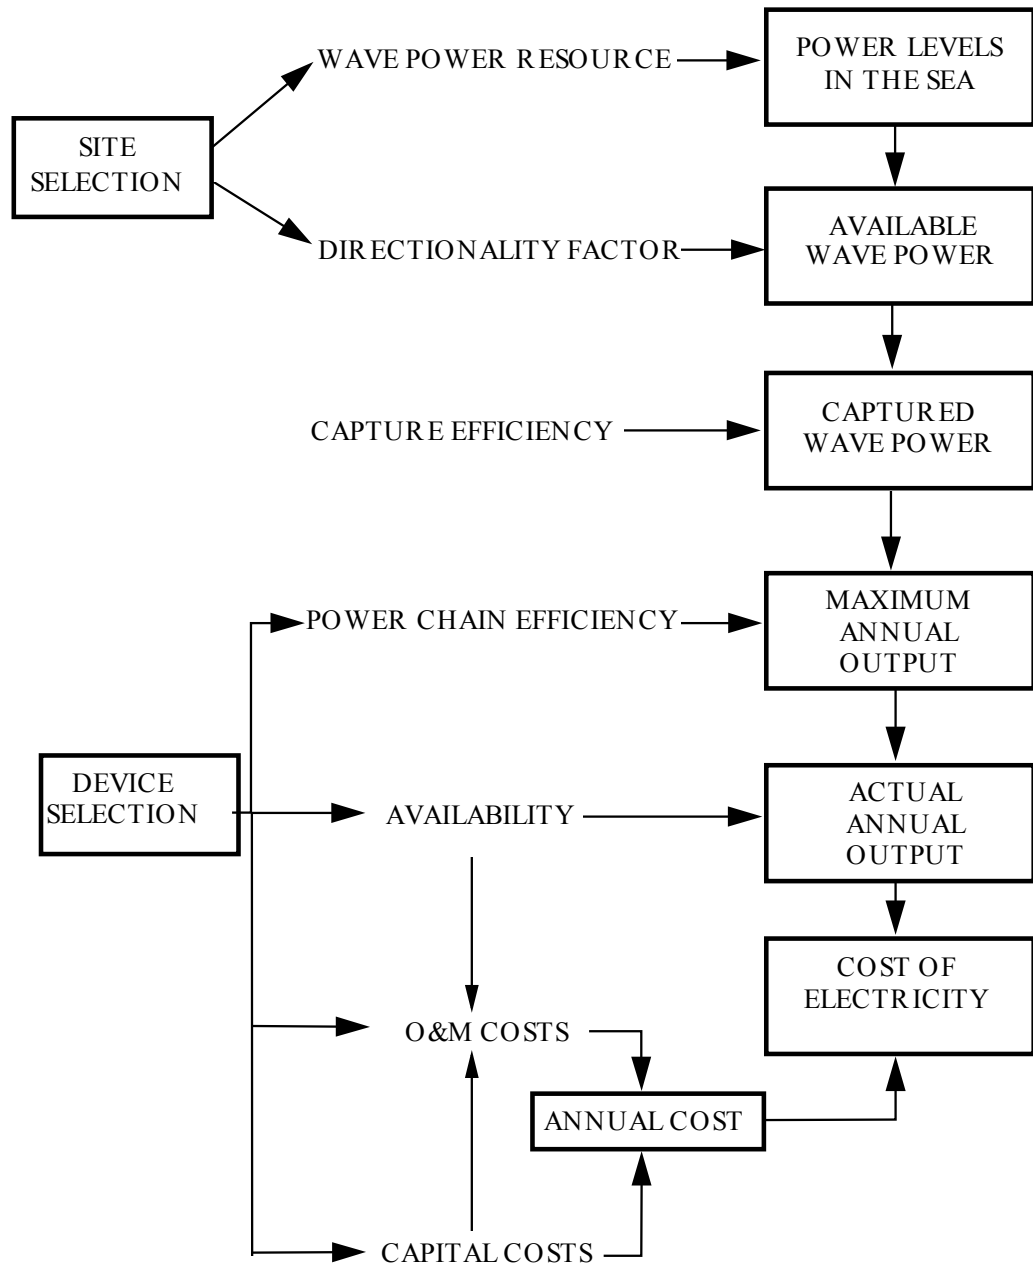 WAVE POWER RESOURCE
POWER LEVELS
IN THE SEA
SITE
SELECTION
DIRECTIONALITY FACTOR
AVAILABLE
WAVE POWER
CAPTURE EFFICIENCY
CAPTURED
WAVE POWER
POWER CHAIN EFFICIENCY
MAXIMUM
ANNUAL
OUTPUT
DEVICE
SELECTION
AVAILABILITY
ACTUAL
ANNUAL
OUTPUT
COST OF
ELECTRICITY
O&M COSTS
ANNUAL COST
CAPITAL COSTS